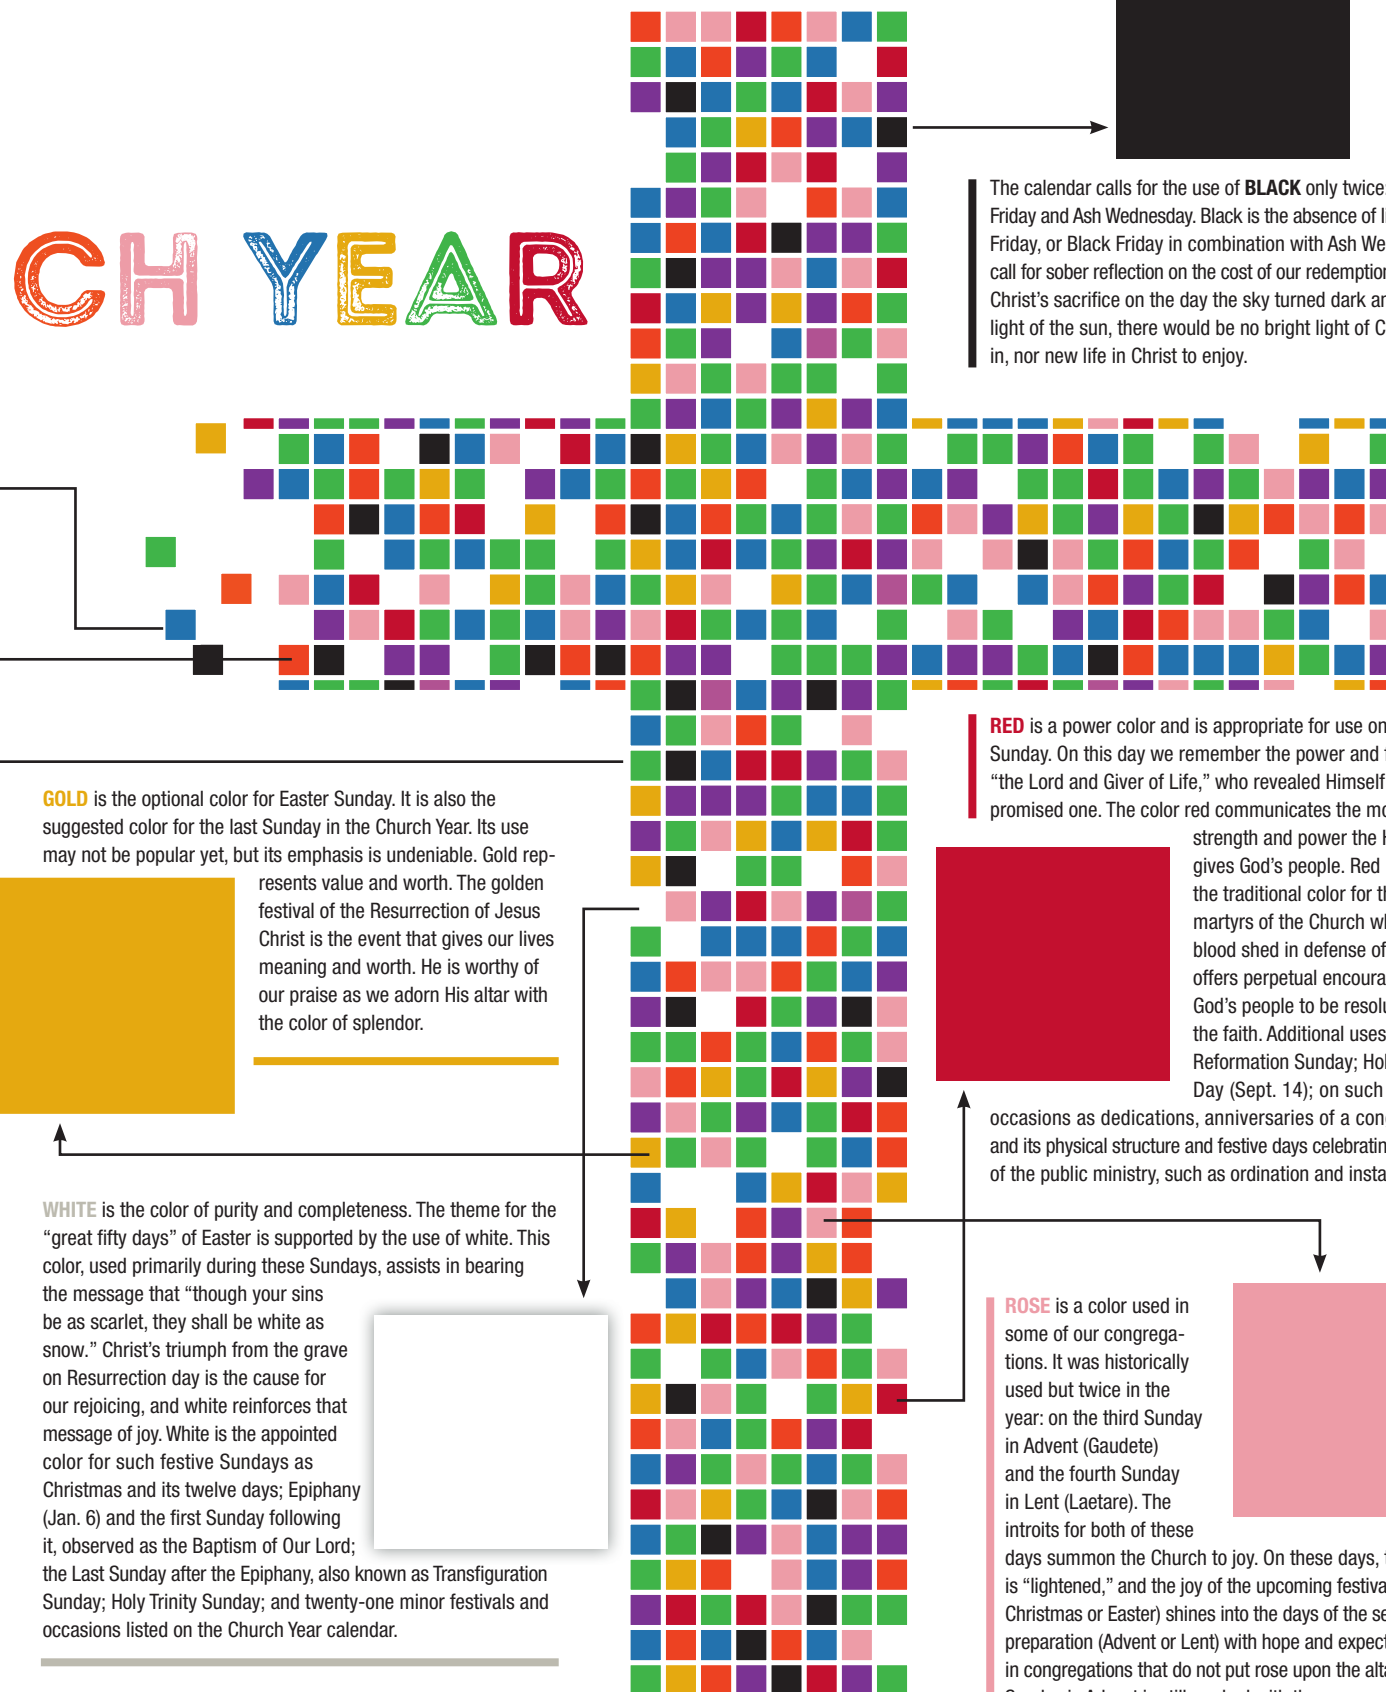 CH YEAR
The calendar calls for the use of BLACK only twice
Friday and Ash Wednesday. Black is the absence of
Friday, or Black Friday in combination with Ash
call for sober reflection on the cost of our redemption
Christ’s sacrifice on the day the sky turned dark
light of the sun, there would be no bright light of
in, nor new life in Christ to enjoy.
GOLD is the optional color for Easter Sunday. It is also the
suggested color for the last Sunday in the Church Year. Its use
may not be popular yet, but its emphasis is undeniable. Gold rep-
resents value and worth. The golden
festival of the Resurrection of Jesus
Christ is the event that gives our lives
meaning and worth. He is worthy of
our praise as we adorn His altar with
the color of splendor.
WHITE is the color of purity and completeness. The theme for the
“great fifty days” of Easter is supported by the use of white. This
color, used primarily during these Sundays, assists in bearing
the message that “though your sins
be as scarlet, they shall be white as
snow.” Christ’s triumph from the grave
on Resurrection day is the cause for
our rejoicing, and white reinforces that
message of joy. White is the appointed
color for such festive Sundays as
Christmas and its twelve days; Epiphany
(Jan. 6) and the first Sunday following
it, observed as the Baptism of Our Lord;
the Last Sunday after the Epiphany, also known as Transfiguration
Sunday; Holy Trinity Sunday; and twenty-one minor festivals and
occasions listed on the Church Year calendar.
RED is a power color and is appropriate for use on
Sunday. On this day we remember the power and
“the Lord and Giver of Life,” who revealed Himself
promised one. The color red communicates the
strength and power the
gives God’s people. Red
the traditional color for
martyrs of the Church
blood shed in defense of
offers perpetual
God’s people to be
the faith. Additional uses
Reformation Sunday;
Day (Sept. 14); on such
occasions as dedications, anniversaries of a
and its physical structure and festive days
of the public ministry, such as ordination and
ROSE is a color used in
some of our congrega-
tions. It was historically
used but twice in the
year: on the third Sunday
in Advent (Gaudete)
and the fourth Sunday
in Lent (Laetare). The
introits for both of these
days summon the Church to joy. On these days,
is “lightened,” and the joy of the upcoming
Christmas or Easter) shines into the days of the
preparation (Advent or Lent) with hope and
in congregations that do not put rose upon the